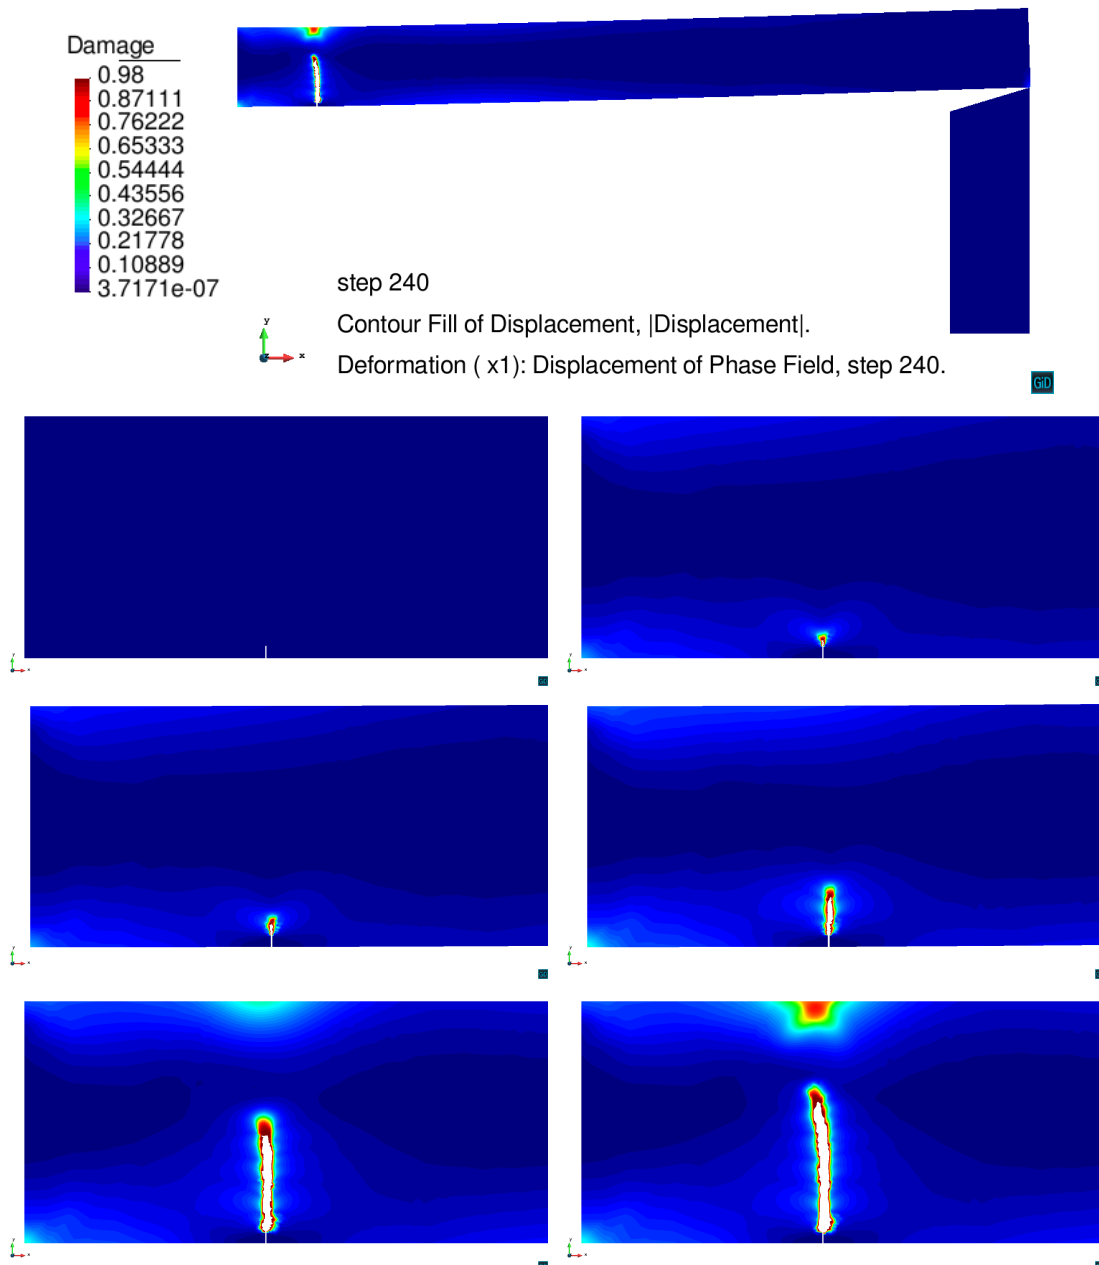 Damage
0.98
0.87111
0.76222
0.65333
0.54444
0.43556
0.32667
0.21778
0.10889
3.7171e-07
step 240
Contour Fill of Displacement, |Displacement|.
Deformation ( x1): Displacement of Phase Field, step 240.
y
z
x
GiD